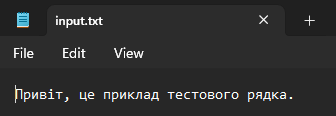 input.txt
File Edit View
Привіт, це приклад тестового рядка.